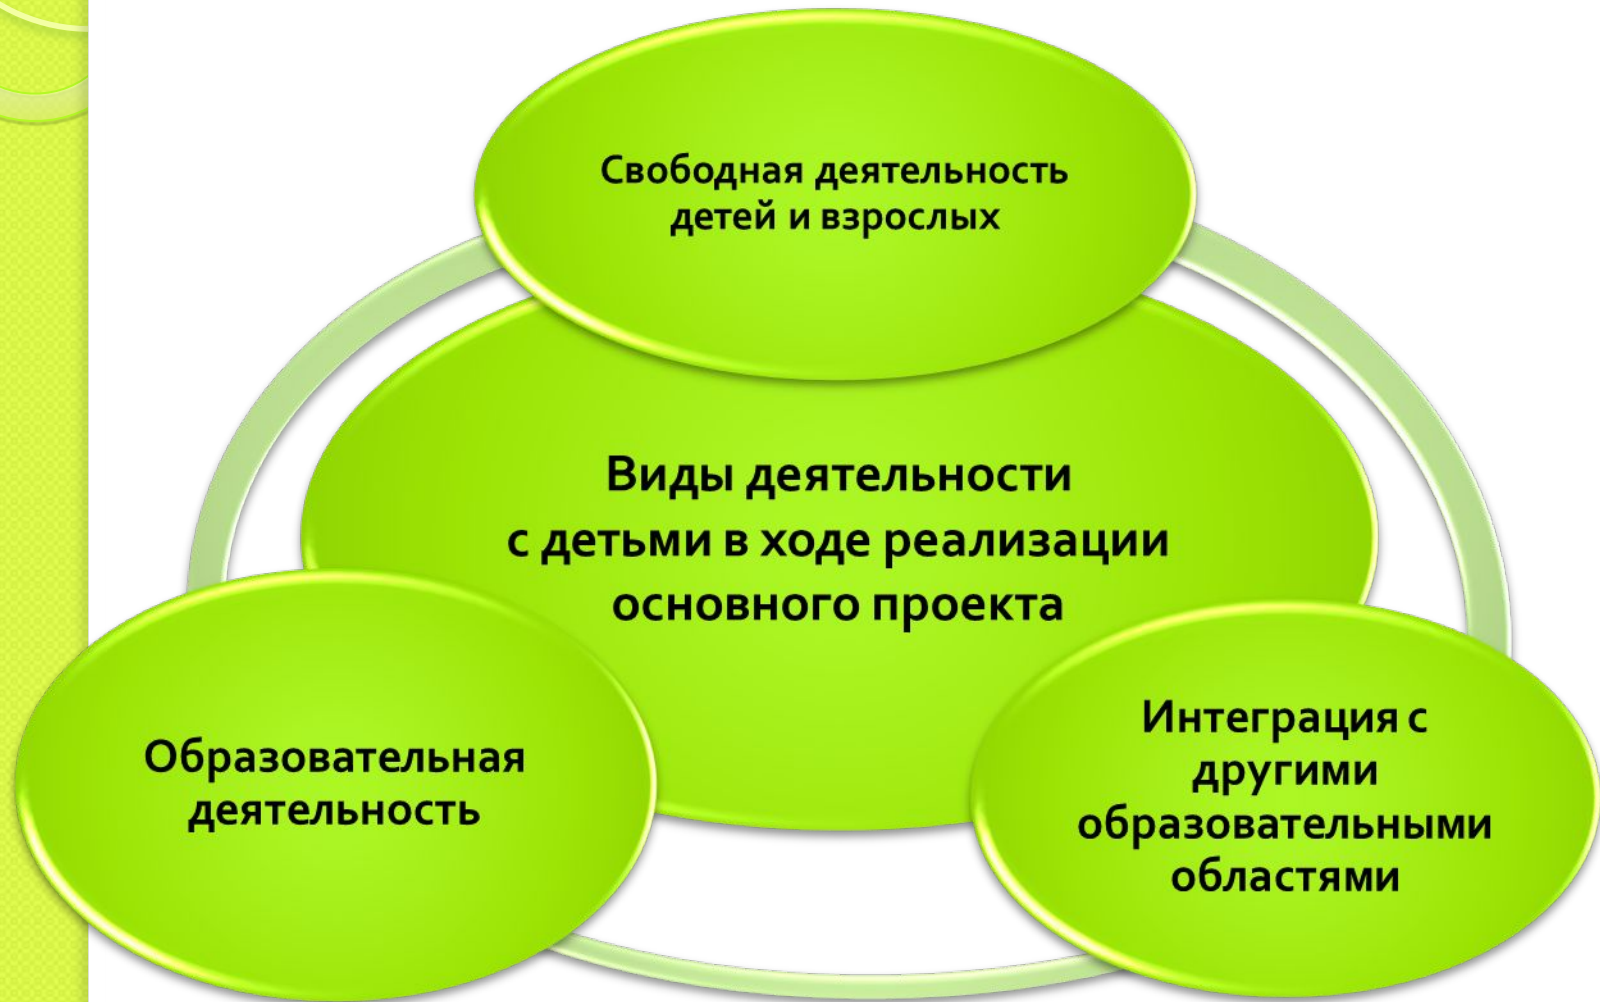 Свободная деятельность
детей и взрослых
Виды деятельности
с детьми в ходе реализации
основного проекта
Образовательная
деятельность
Интеграция с
другими
образовательными
областями